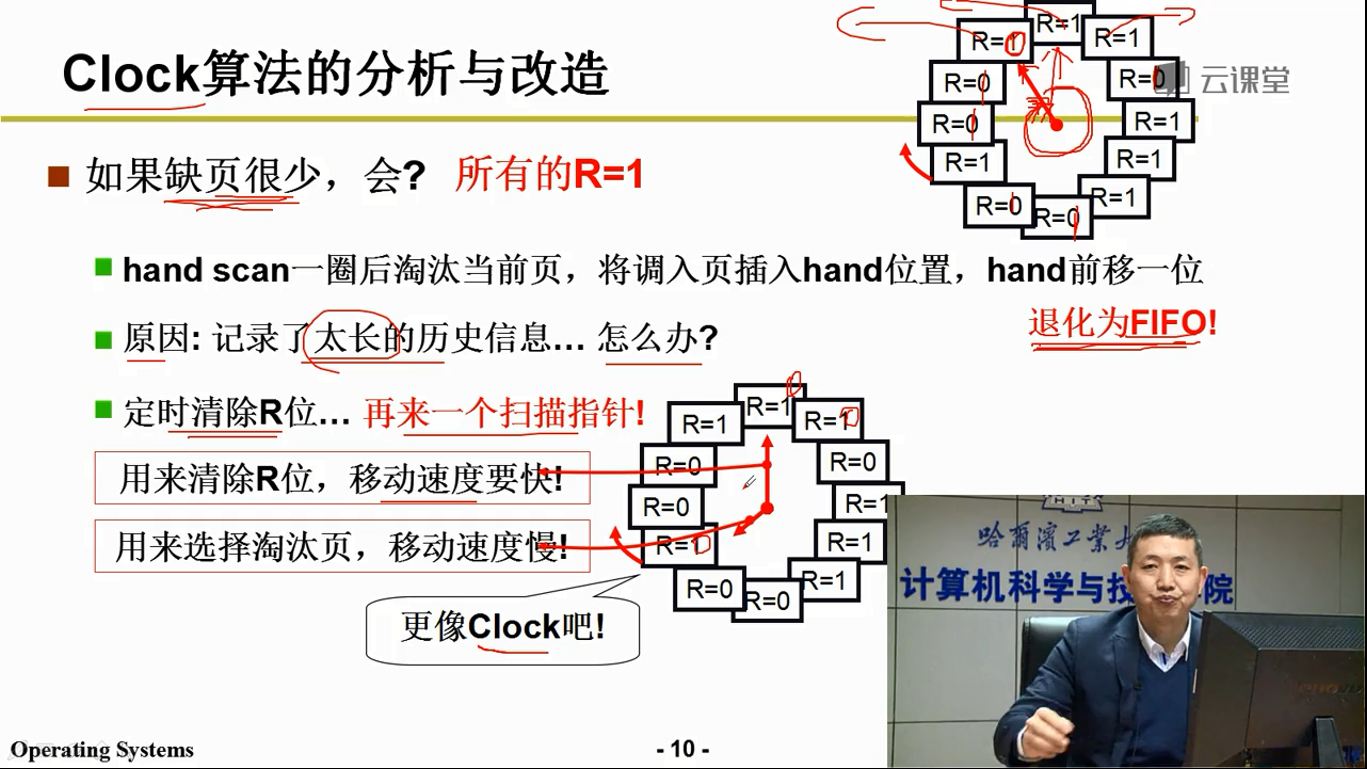 Clock算法的分析与改造
云课堂
如果缺页很少，会? 所有的R=1
hand scan一圈后淘汰当前页，将调入页插入hand位置，hand前移一位
退化为FIFO!
原因: 记录了太长的历史信息… 怎么办?
定时清除R位… 再来一个扫描指针!
用来清除R位，移动速度要快!
用来选择淘汰页，移动速度慢!
更像Clock吧!
R=1
R=1
R=0
R=1
R=1
R=1
R=0
R=0
R=1
R=0
R=0
R=1
R=1
R=0
R=1
R=1
R=1
R=0
R=0
R=1
R=0
R=0
R=1
哈尔滨工业大
计算机科学与技
院
Operating Systems
- 10 -